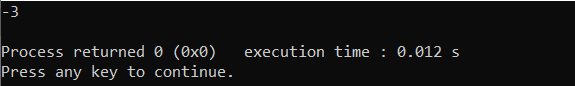 -3
Process returned 0 (0x0)   execution time : 0.012 s
Press any key to continue.